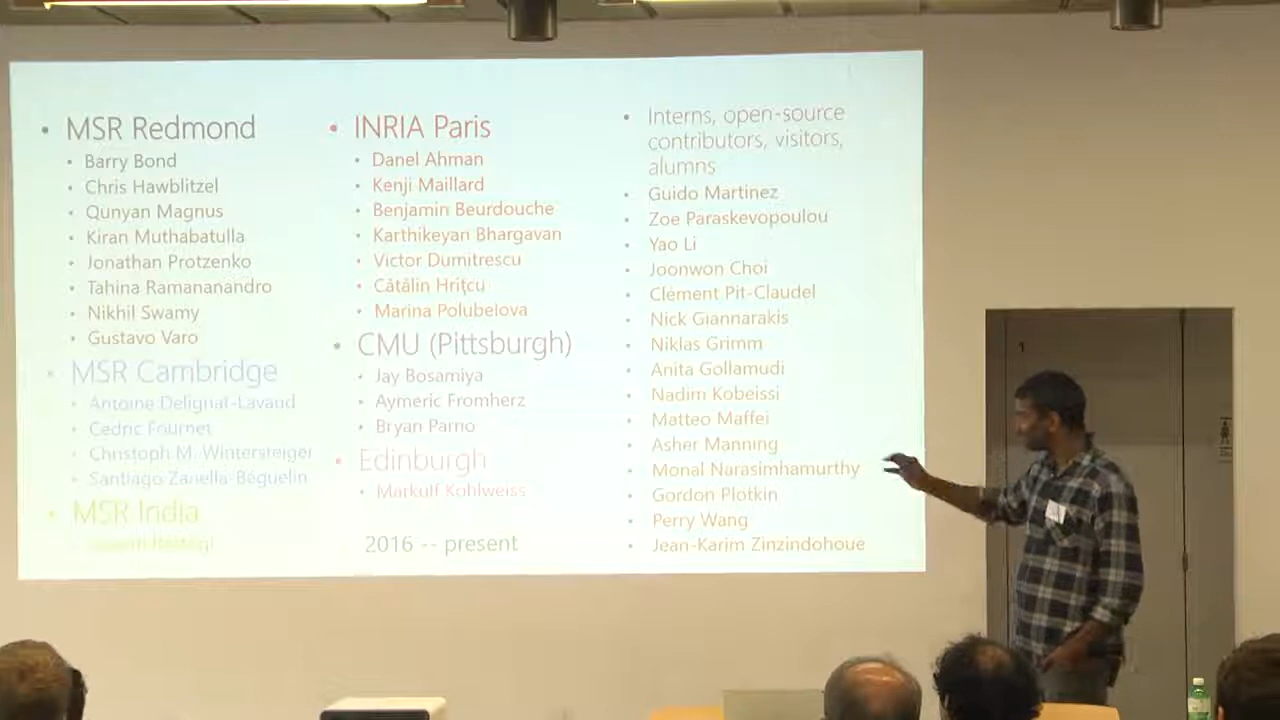 MSR Redmond
Barry Bond
Chris Hawblitzel
Qunyan Magnus
Kiran Muthabatulla
Jonathan Protzenko
Tahina Ramananandro
Nikhil Swamy
Gustavo Varo
MSR Cambridge
Antoine Delignat-Lavaud
Cédric Fournet
Christoph M. Wintersteiger
Santiago Zanella-Béguelin
MSR India
INRIA Paris
Danel Ahman
Kenji Maillard
Benjamin Beurdouche
Karthikeyan Bhargavan
Victor Dumitrescu
Cătălin Hriţcu
Marina Polubelova
CMU (Pittsburgh)
Jay Bosamiya
Aymeric Fromherz
Bryan Parno
Edinburgh
Markulf Kohlweiss
2016 -- present
Interns, open-source
contributors, visitors,
alumns
Guido Martinez
Zoe Paraskevopoulou
Yao Li
Joonwon Choi
Clément Pit-Claudel
Nick Giannarakis
Niklas Grimm
Anita Gollamudi
Nadim Kobeissi
Matteo Maffei
Asher Manning
Monal Narasimhamurthy
Gordon Plotkin
Perry Wang
Jean-Karim Zinzindohoue
1